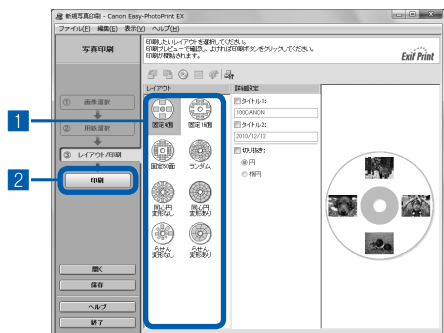 新規写真印刷 - Canon Easy-PhotoPrint EX
ファイル(F) 編集(E) 表示(V) ヘルプ(H)
写真印刷
印刷したいレイアウトを選択してください。
印刷プレビューで確認し、よければ印刷ボタンをクリックしてください。
印刷が開始されます。
Exif Print
レイアウト
詳細設定
1
① 画像選択
② 用紙選択
③ レイアウト/印刷
2
印刷
開く
保存
ヘルプ
終了
固定4面
固定16面
固定50面
ランダム
同心円
変形なし
同心円
変形あり
らせん
変形なし
らせん
変形あり
タイトル1:
100CANON
タイトル2:
2010/12/12
切り抜き:
円
楕円